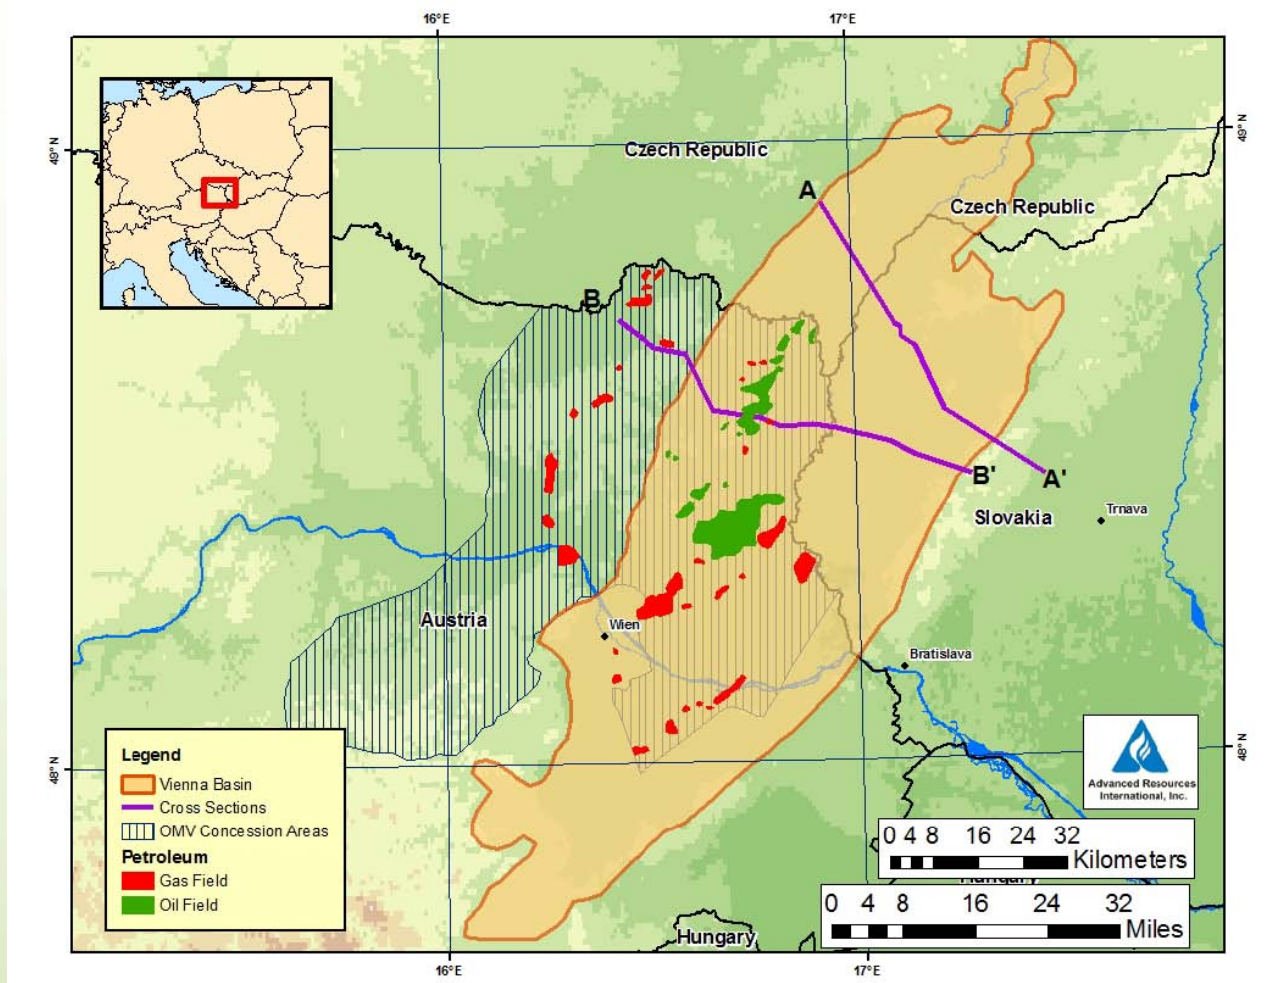 16°E 17°E
49°N 49°N
Czech Republic
A
Czech Republic
B
B' A'
Slovakia
Trnava
Austria
Wien
Bratislava
48°N 48°N
Legend
Vienna Basin
Cross Sections
OMV Concession Areas
Petroleum
Gas Field
Oil Field
Advanced Resources
International, Inc.
0 4 8 16 24 32
Kilometers
Hungary
0 4 8 16 24 32
Miles
Hungary
16°E 17°E